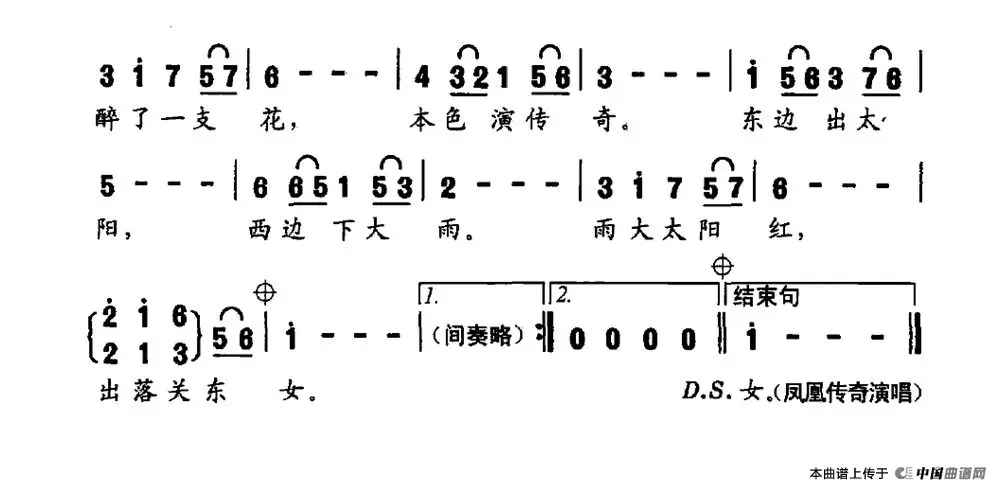 3 i 7 5 7 | 6 - - - | 4 3 2 1 5 6 | 3 - - - | i 5 6 3 7 6 |
醉了一支 花， 本色 演传 奇。 东边 出太
5 - - - | 6 6 5 1 5 3 | 2 - - - | 3 i 7 5 7 | 6 - - - |
阳， 西边 下大 雨。 雨大太阳 红，
1. 2. 结束句
2 i 6 5 6 | i - - - | (间奏略) :‖ 0 0 0 0 ‖ i - - - ‖
2 1 3
出落关东 女。 D.S. 女。(凤凰传奇演唱)
本曲谱上传于 中国曲谱网